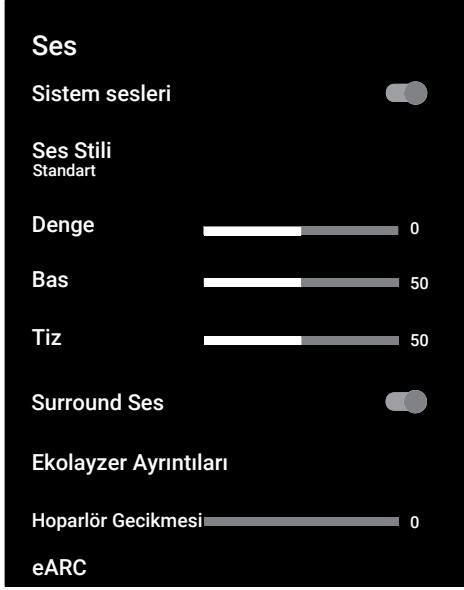 Ses
Sistem sesleri
Ses Stili
Standart
Denge 0
Bas 50
Tiz 50
Surround Ses
Ekolayzer Ayrıntıları
Hoparlör Gecikmesi 0
eARC